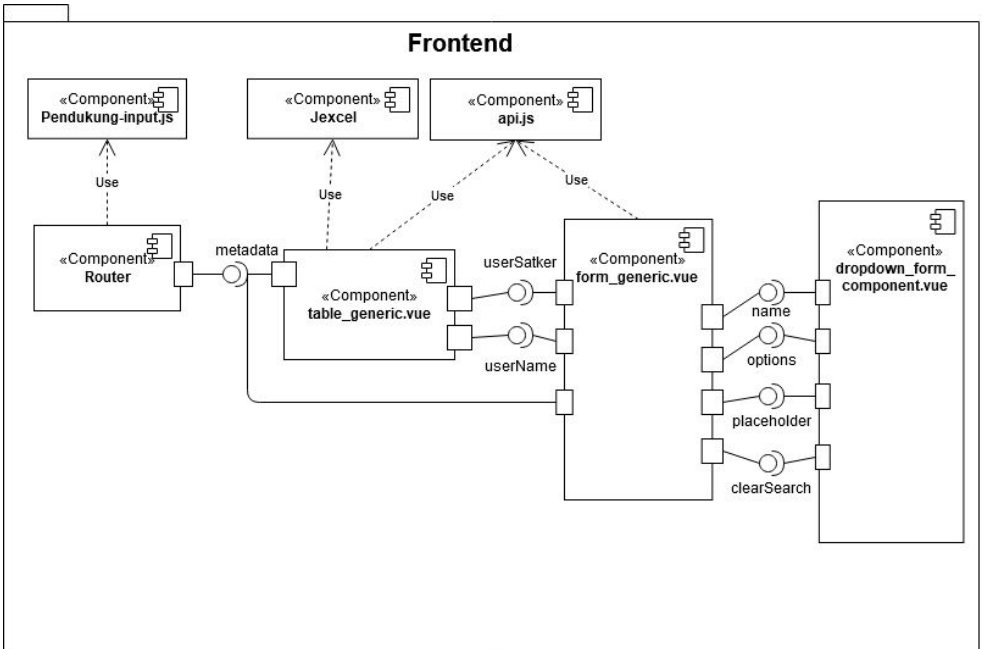 Frontend
«Component»
Pendukung-input.js
«Component»
Jexcel
«Component»
api.js
Use
Use
Use
Use
«Component»
Router
metadata
«Component»
table_generic.vue
userSatker
userName
«Component»
form_generic.vue
name
options
placeholder
clearSearch
«Component»
dropdown_form_
component.vue